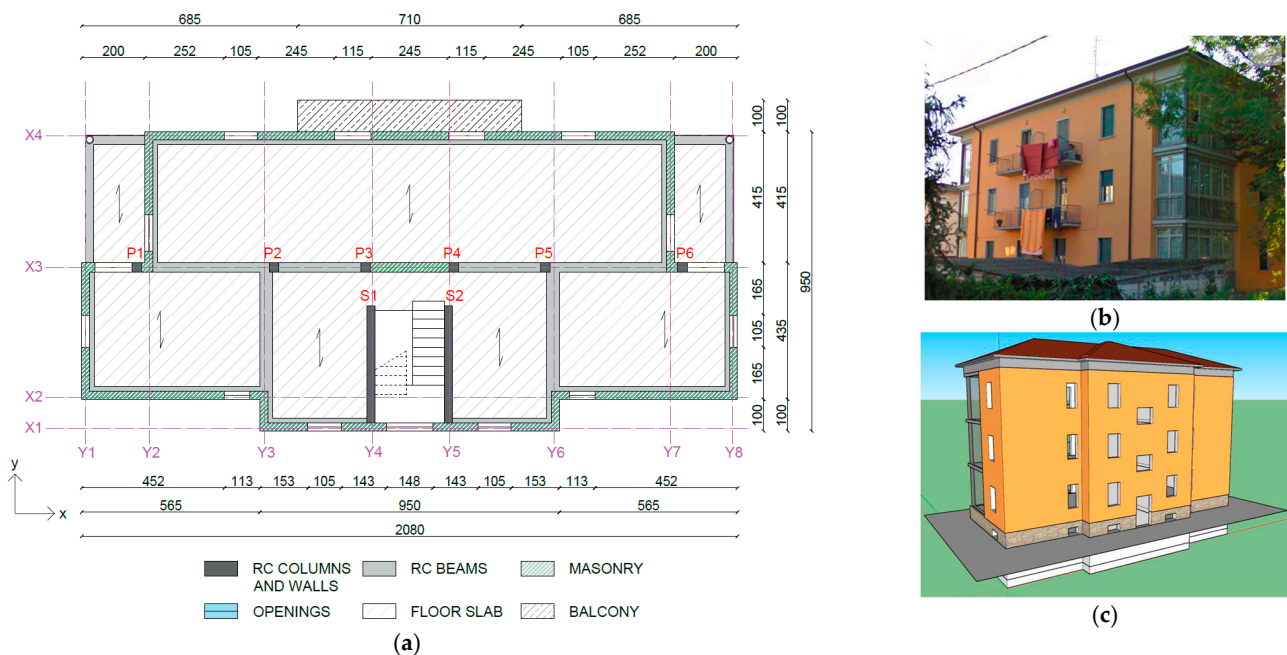 685 710 685
200 252 105 245 115 245 115 245 105 252 200
X4
X3
X2
X1
P1 P2 P3 P4 P5 P6
S1 S2
100 100
415 415
165
105 435 950
165
100 100
Y1 Y2 Y3 Y4 Y5 Y6 Y7 Y8
y
x
452 113 153 105 143 148 143 105 153 113 452
565 950 565
2080
RC COLUMNS
AND WALLS
RC BEAMS
MASONRY
OPENINGS
FLOOR SLAB
BALCONY
(a)
(b)
(c)